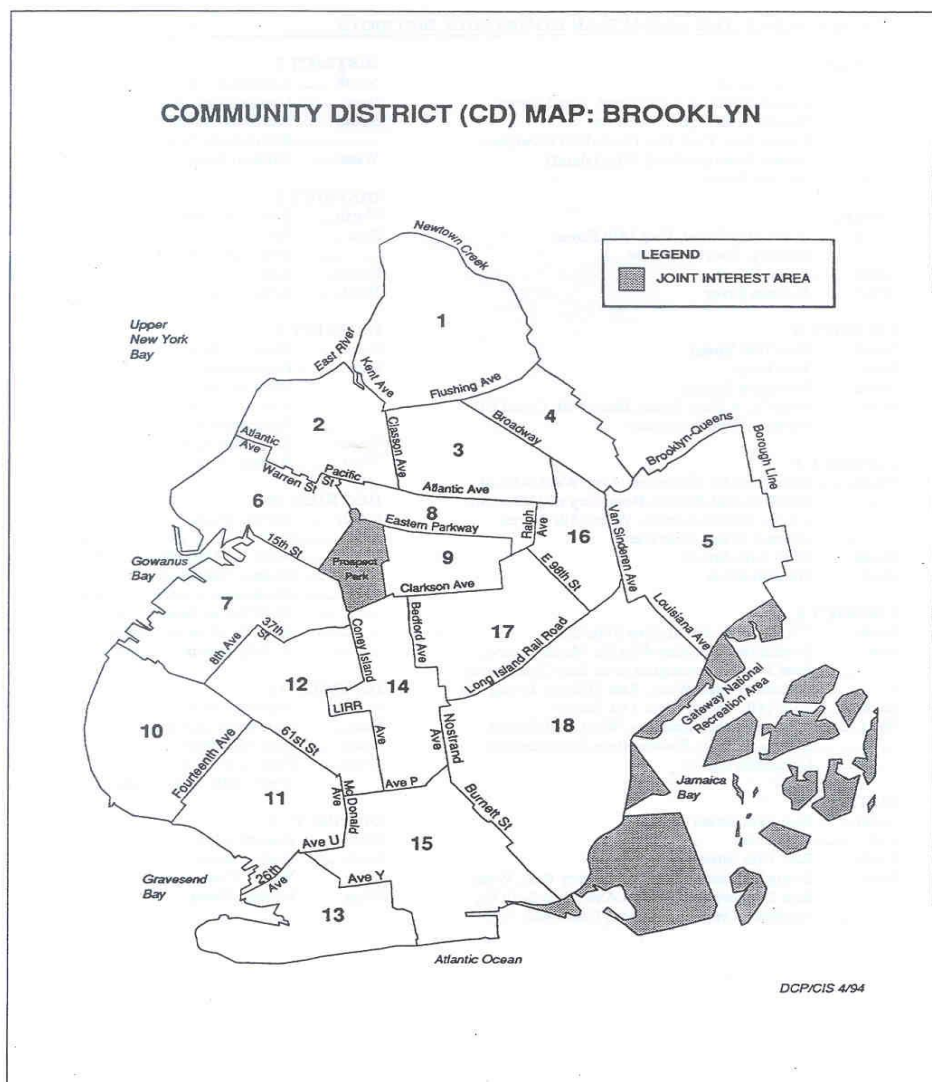 COMMUNITY DISTRICT (CD) MAP: BROOKLYN
Newtown Creek
LEGEND
JOINT INTEREST AREA
Upper
New York
Bay
1
East River
Kent Ave
Flushing Ave
4
2
Broadway
Classon Ave
3
Brooklyn-Queens
Borough Line
Atlantic
Ave
Warren St
Pacific
St
Atlantic Ave
6
8
Eastern Parkway
Ralph
Ave
16
Van Sinderen Ave
5
15th St
Gowanus
Bay
Prospect
Park
9
Clarkson Ave
E 98th St
7
Louisiana Ave
37th
St
8th Ave
Coney Island
Bedford Ave
17
Long Island Rail Road
12
14
LIRR
Ave
Nostrand
Ave
18
Gateway National
Recreation Area
10
Fourteenth Ave
61st St
Jamaica
Bay
11
Mc Donald
Ave
Ave P
Burnett St
Ave U
15
26th
Ave
Ave Y
Gravesend
Bay
13
Atlantic Ocean
DCP/CIS 4/94